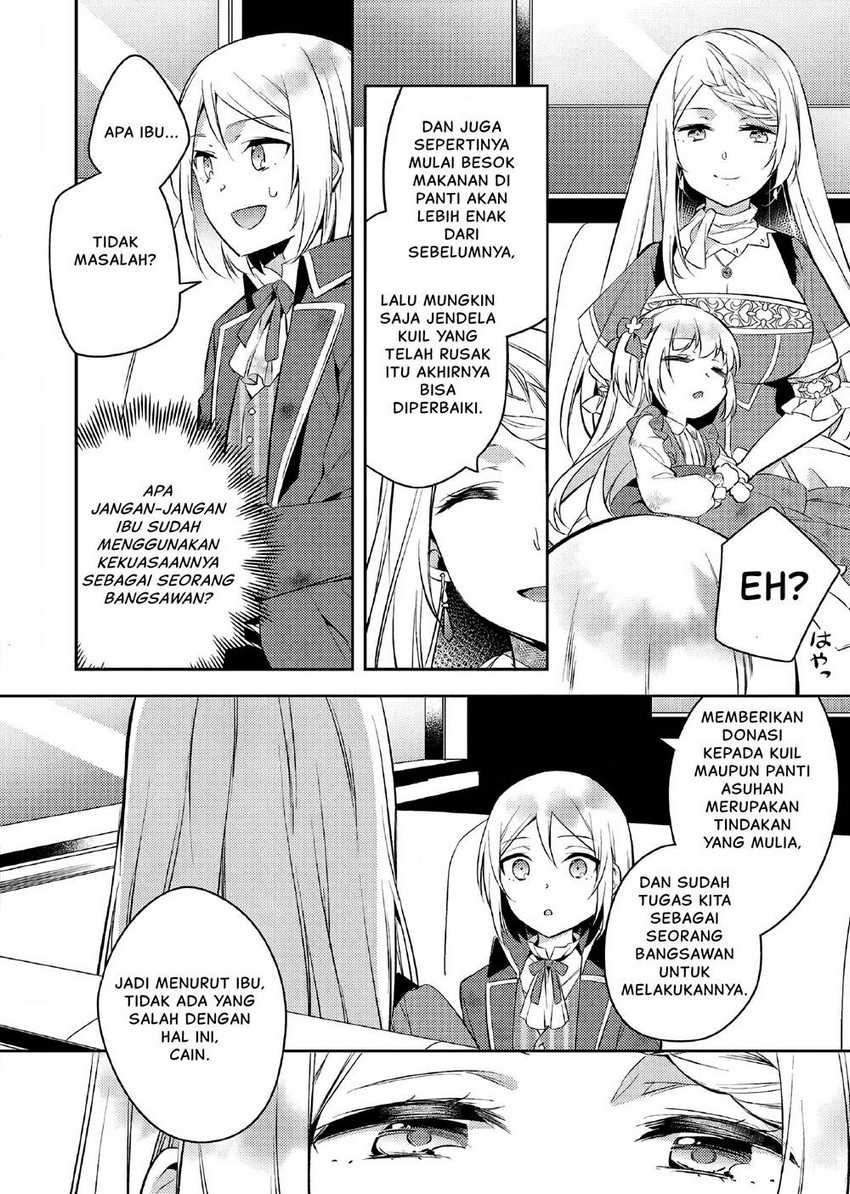 EH?
はやっ
DAN JUGA
SEPERTINYA
MULAI BESOK
MAKANAN DI
PANTI AKAN
LEBIH ENAK
DARI
SEBELUMNYA,
LALU MUNGKIN
SAJA JENDELA
KUIL YANG
TELAH RUSAK
ITU AKHIRNYA
BISA
DIPERBAIKI.
APA IBU...
TIDAK
MASALAH?
APA
JANGAN-JANGAN
IBU SUDAH
MENGGUNAKAN
KEKUASAANNYA
SEBAGAI SEORANG
BANGSAWAN?
MEMBERIKAN
DONASI
KEPADA KUIL
MAUPUN PANTI
ASUHAN
MERUPAKAN
TINDAKAN
YANG MULIA,
DAN SUDAH
TUGAS KITA
SEBAGAI
SEORANG
BANGSAWAN
UNTUK
MELAKUKANNYA.
JADI MENURUT IBU,
TIDAK ADA YANG
SALAH DENGAN
HAL INI,
CAIN.